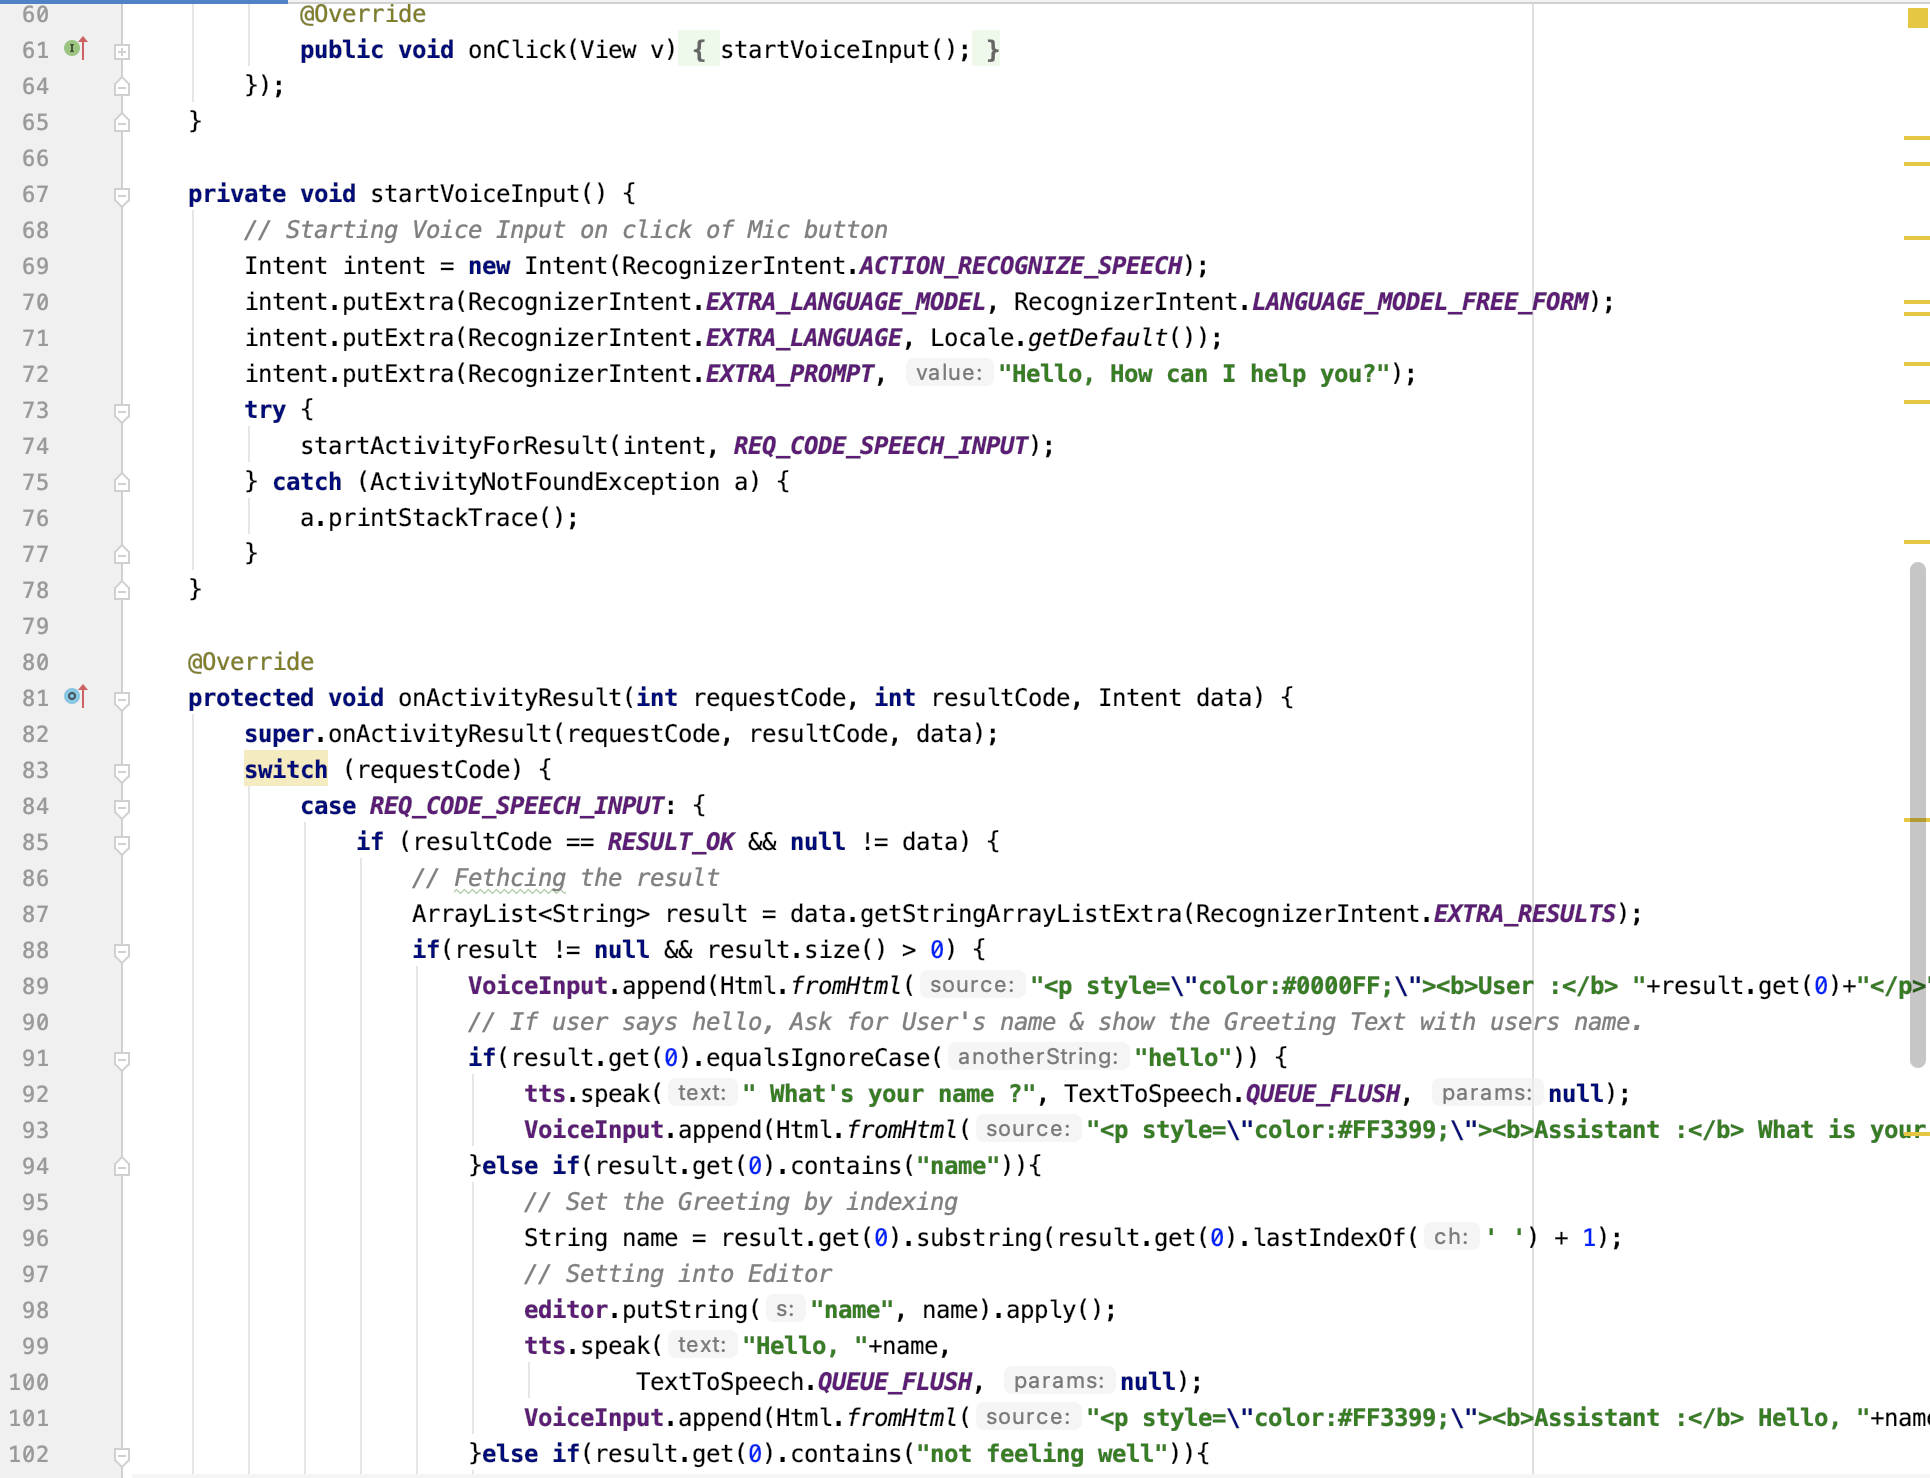 60 @Override
61 public void onClick(View v) { startVoiceInput(); }
64 });
65 }
66
67 private void startVoiceInput() {
68 // Starting Voice Input on click of Mic button
69 Intent intent = new Intent(RecognizerIntent.ACTION_RECOGNIZE_SPEECH);
70 intent.putExtra(RecognizerIntent.EXTRA_LANGUAGE_MODEL, RecognizerIntent.LANGUAGE_MODEL_FREE_FORM);
71 intent.putExtra(RecognizerIntent.EXTRA_LANGUAGE, Locale.getDefault());
72 intent.putExtra(RecognizerIntent.EXTRA_PROMPT, value: "Hello, How can I help you?");
73 try {
74 startActivityForResult(intent, REQ_CODE_SPEECH_INPUT);
75 } catch (ActivityNotFoundException a) {
76 a.printStackTrace();
77 }
78 }
79
80 @Override
81 protected void onActivityResult(int requestCode, int resultCode, Intent data) {
82 super.onActivityResult(requestCode, resultCode, data);
83 switch (requestCode) {
84 case REQ_CODE_SPEECH_INPUT: {
85 if (resultCode == RESULT_OK && null != data) {
86 // Fethcing the result
87 ArrayList<String> result = data.getStringArrayListExtra(RecognizerIntent.EXTRA_RESULTS);
88 if(result != null && result.size() > 0) {
89 VoiceInput.append(Html.fromHtml( source: "<p style=\"color:#0000FF;\"><b>User :</b> "+result.get(0)+"</p>"
90 // If user says hello, Ask for User's name & show the Greeting Text with users name.
91 if(result.get(0).equalsIgnoreCase( anotherString: "hello")) {
92 tts.speak( text: " What's your name ?", TextToSpeech.QUEUE_FLUSH, params: null);
93 VoiceInput.append(Html.fromHtml( source: "<p style=\"color:#FF3399;\"><b>Assistant :</b> What is your
94 }else if(result.get(0).contains("name")){
95 // Set the Greeting by indexing
96 String name = result.get(0).substring(result.get(0).lastIndexOf( ch: ' ') + 1);
97 // Setting into Editor
98 editor.putString( s: "name", name).apply();
99 tts.speak( text: "Hello, "+name,
100 TextToSpeech.QUEUE_FLUSH, params: null);
101 VoiceInput.append(Html.fromHtml( source: "<p style=\"color:#FF3399;\"><b>Assistant :</b> Hello, "+name
102 }else if(result.get(0).contains("not feeling well")){